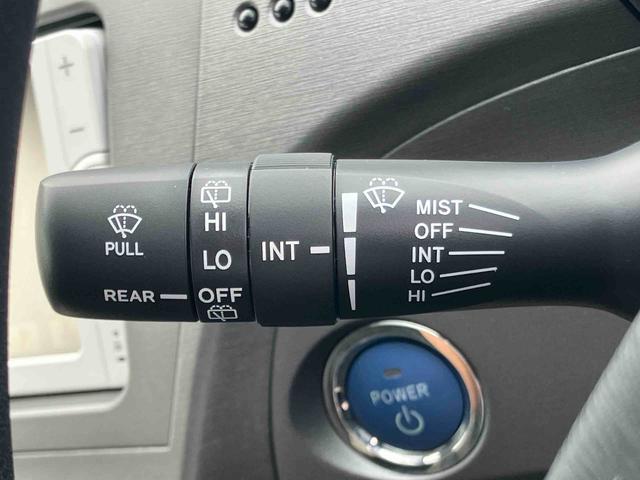 PULL
REAR
HI
LO
OFF
INT
MIST
OFF
INT
LO
HI
POWER